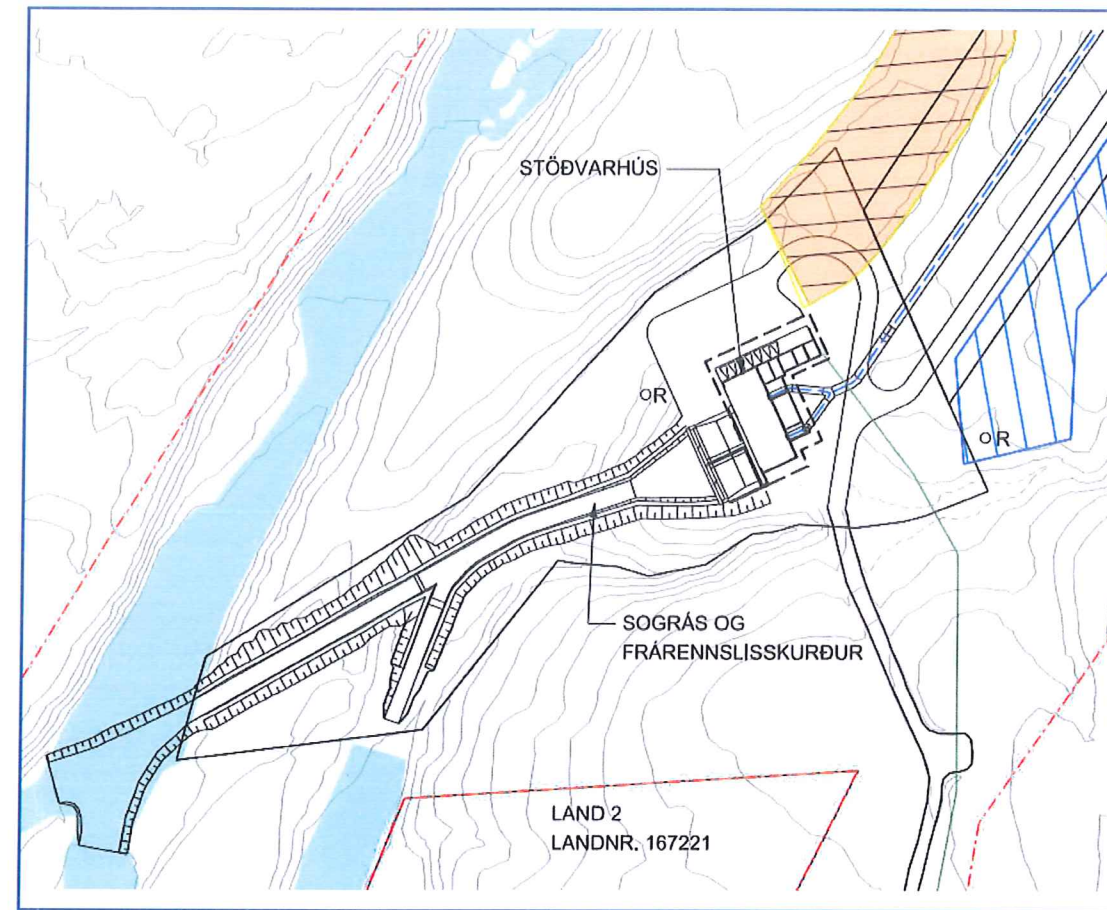 STÖÐVARHÚS
R
R
SOGRÁS OG
FRÁRENNSLISSKURÐUR
LAND 2
LANDNR. 167221